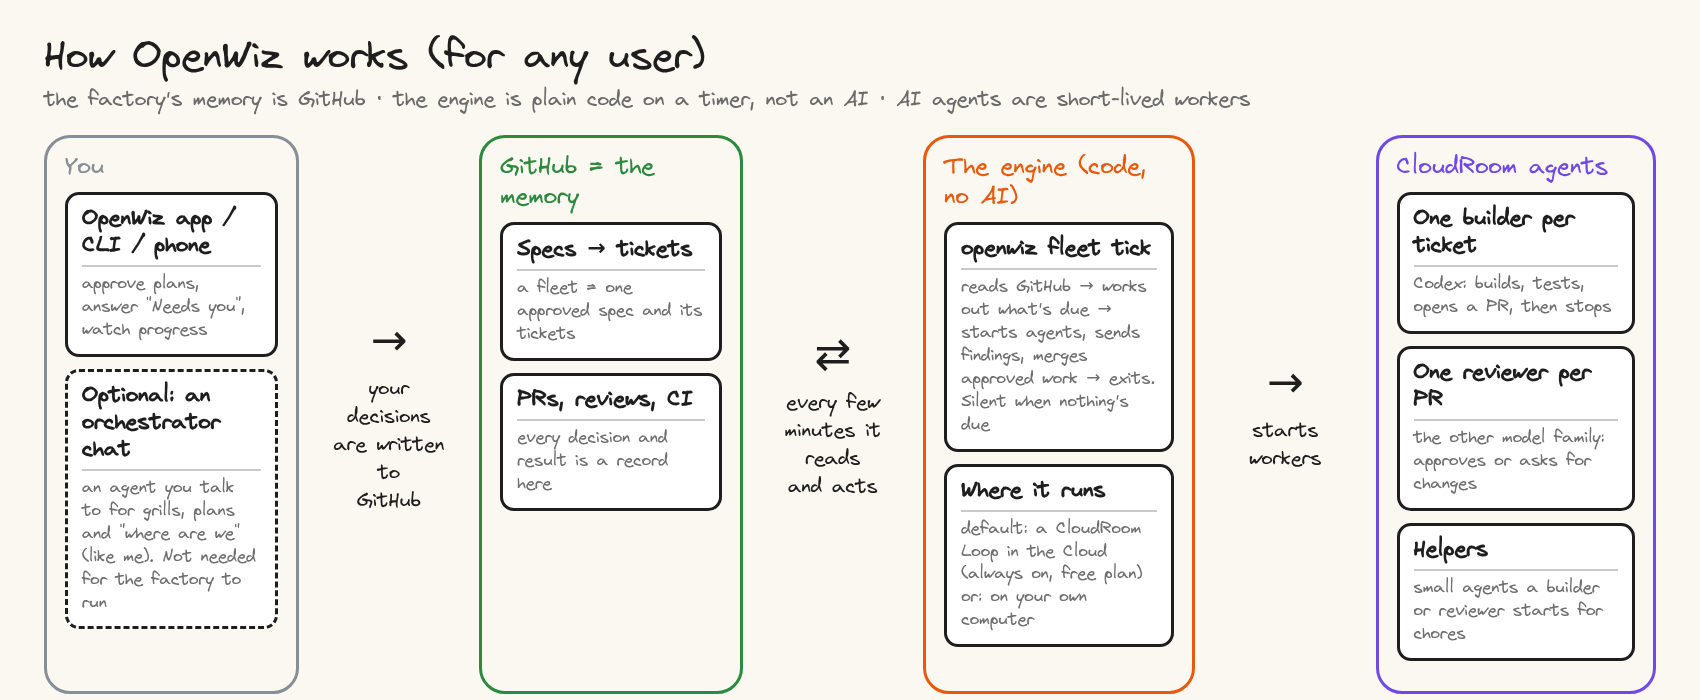 How OpenWiz works (for any user)
the factory's memory is GitHub · the engine is plain code on a timer, not an AI · AI agents are short-lived workers
You
OpenWiz app /
CLI / phone
approve plans,
answer "Needs you",
watch progress
Optional: an
orchestrator
chat
an agent you talk
to for grills, plans
and "where are we"
(like me). Not needed
for the factory to
run
→
your
decisions
are written
to
GitHub
GitHub = the
memory
Specs → tickets
a fleet = one
approved spec and its
tickets
PRs, reviews, CI
every decision and
result is a record
here
⇄
every few
minutes it
reads
and acts
The engine (code,
no AI)
openwiz fleet tick
reads GitHub → works
out what's due →
starts agents, sends
findings, merges
approved work → exits.
Silent when nothing's
due
Where it runs
default: a CloudRoom
Loop in the Cloud
(always on, free plan)
or: on your own
computer
→
starts
workers
CloudRoom agents
One builder per
ticket
Codex: builds, tests,
opens a PR, then stops
One reviewer per
PR
the other model family:
approves or asks for
changes
Helpers
small agents a builder
or reviewer starts for
chores